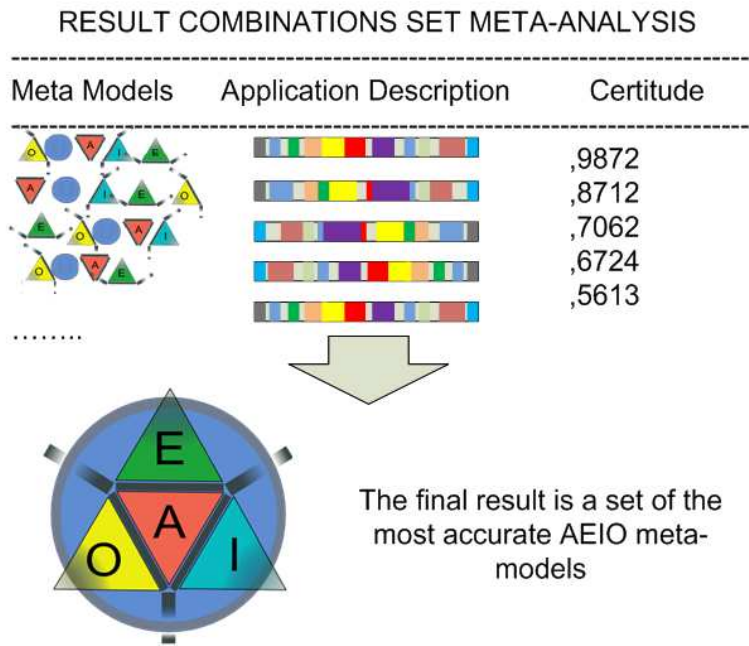 RESULT COMBINATIONS SET META-ANALYSIS
Meta Models Application Description Certitude
O A I E
A I E O
E O A I
O A E
,9872
,8712
,7062
,6724
,5613
........
E
O A I
The final result is a set of the
most accurate AEIO meta-
models